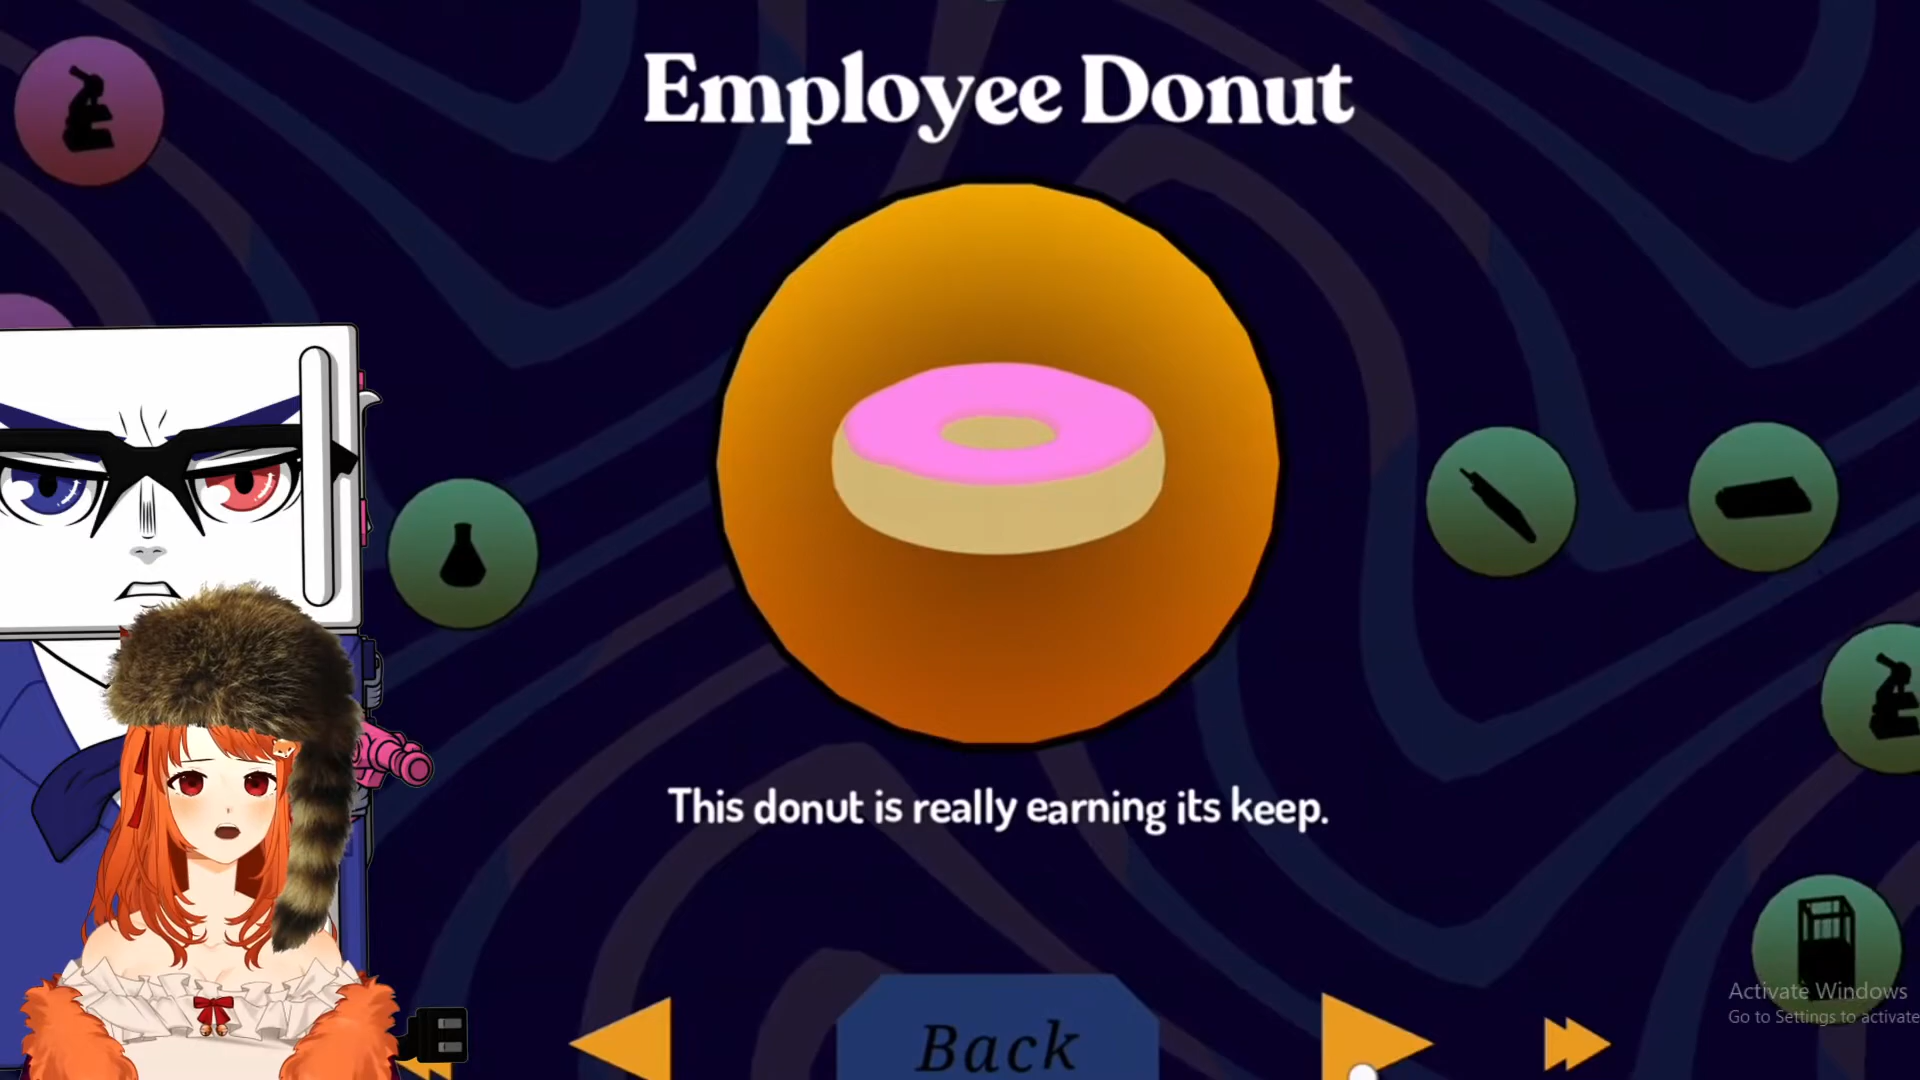 Employee Donut
This donut is really earning its keep.
Back
Activate Windows
Go to Settings to activate